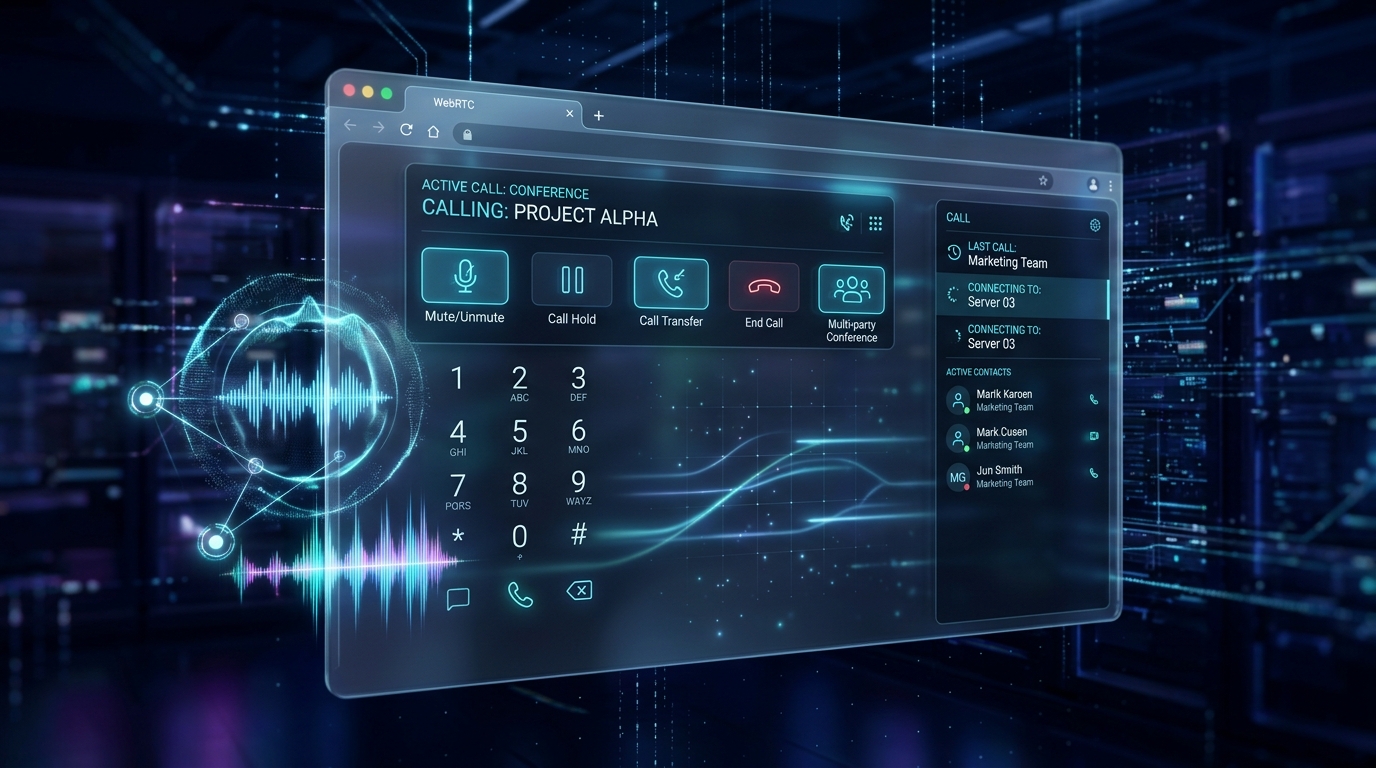 WebRTC
ACTIVE CALL: CONFERENCE
CALLING: PROJECT ALPHA
Mute/Unmute
Call Hold
Call Transfer
End Call
Multi-party
Conference
1
2
ABC
3
DEF
4
GHI
5
JKL
6
MNO
7
PQRS
8
TUV
9
WAYZ
*
0
#
CALL
LAST CALL:
Marketing Team
CONNECTING TO:
Server 03
CONNECTING TO:
Server 03
ACTIVE CONTACTS
Marlk Karoen
Marketing Team
Mark Cusen
Marketing Team
MG
Jun Smith
Marketing Team